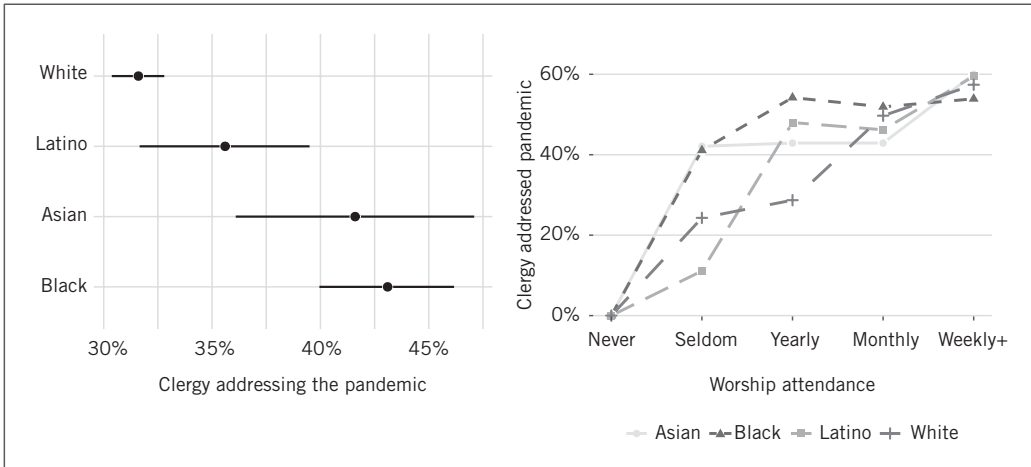 White
Latino
Asian
Black
30% 35% 40% 45%
Clergy addressing the pandemic
Clergy addressed pandemic
60%
40%
20%
0%
Never Seldom Yearly Monthly Weekly+
Worship attendance
Asian Black Latino White